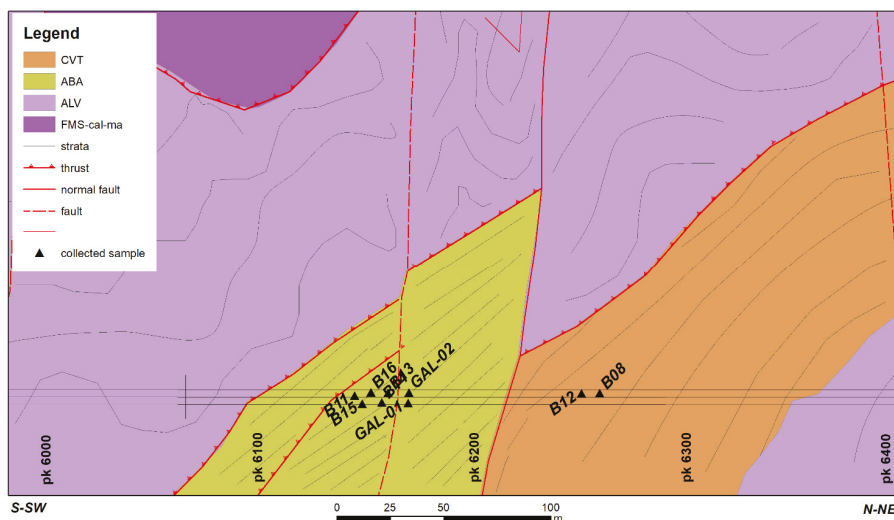 Legend
CVT
ABA
ALV
FMS-cal-ma
strata
thrust
normal fault
fault
collected sample
B16
B13
GAL-02
B11
B15
GAL-01
B12
B08
pk 6000
pk 6100
pk 6200
pk 6300
pk 6400
S-SW
0 25 50 100
m
N-NE